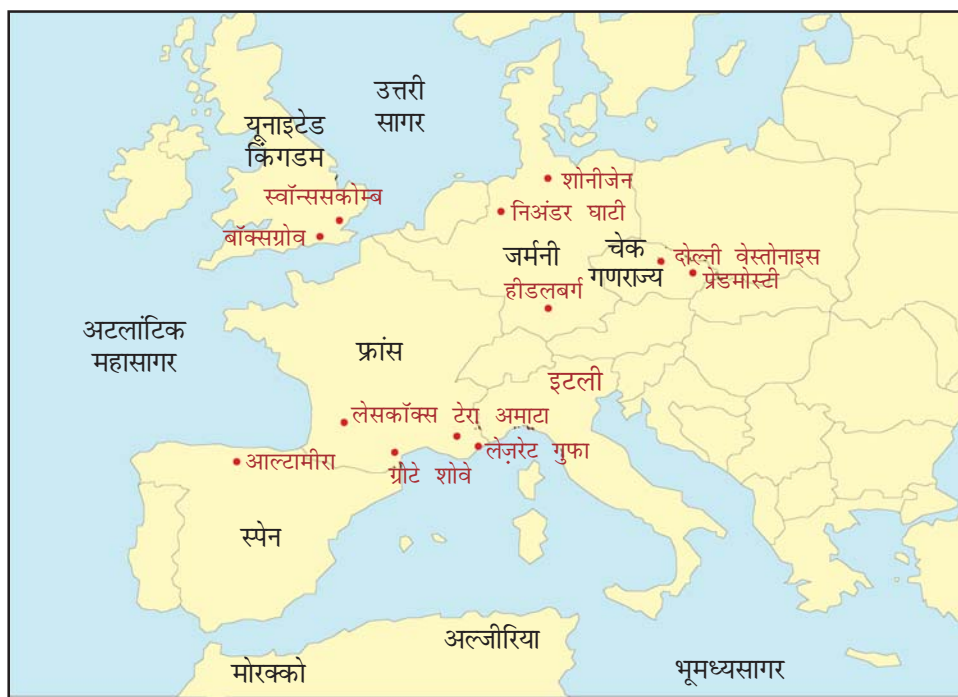 उत्तरी
सागर
यूनाइटेड
किंगडम
स्वॉन्सकोम्ब
बॉक्सग्रोव
शोनीजेन
निअंडर घाटी
जर्मनी
चेक
गणराज्य
दोल्नी वेस्तोनाइस
प्रेडमोस्टी
हीडलबर्ग
अटलांटिक
महासागर
फ्रांस
इटली
लेसकॉक्स
टेरा अमाटा
लेज़रेट गुफा
ग्रोटे शोवे
आल्टामीरा
स्पेन
अल्जीरिया
मोरक्को
भूमध्यसागर